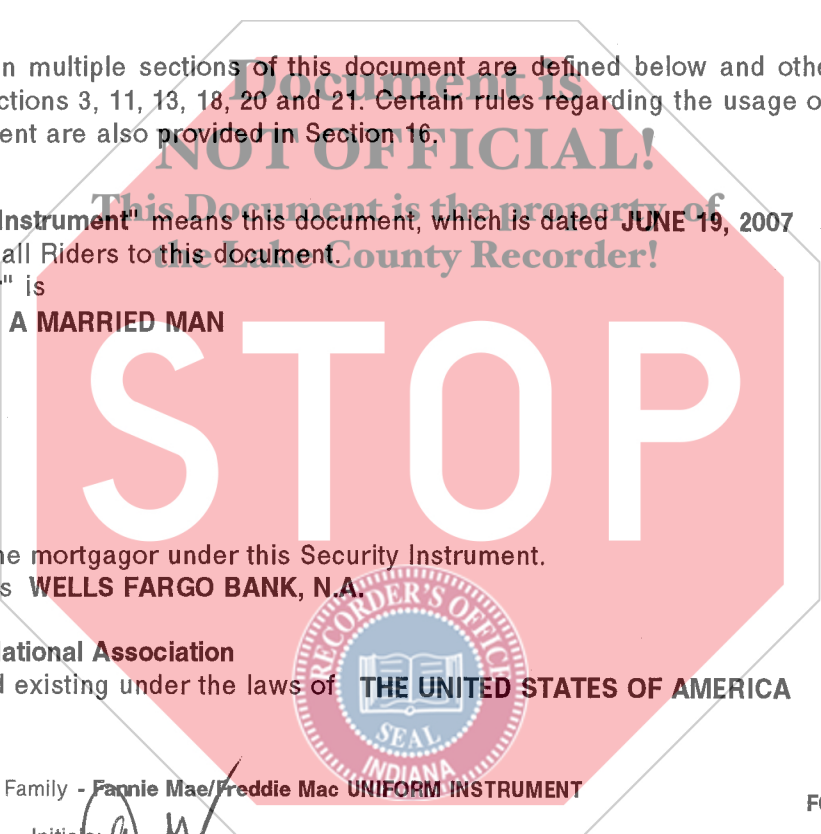 n multiple sections of this document are defined below and othe
ctions 3, 11, 13, 18, 20 and 21. Certain rules regarding the usage o
ent are also provided in Section 16.
Document is
NOT OFFICIAL!
This Document is the property of
the Lake County Recorder!
Instrument" means this document, which is dated JUNE 19, 2007
all Riders to this document.
" is
A MARRIED MAN
STOP
ne mortgagor under this Security Instrument.
s WELLS FARGO BANK, N.A.
National Association
d existing under the laws of THE UNITED STATES OF AMERICA
RECORDER'S OFFICE
SEAL
INDIANA
Family - Fannie Mae/Freddie Mac UNIFORM INSTRUMENT
FO
Initials: